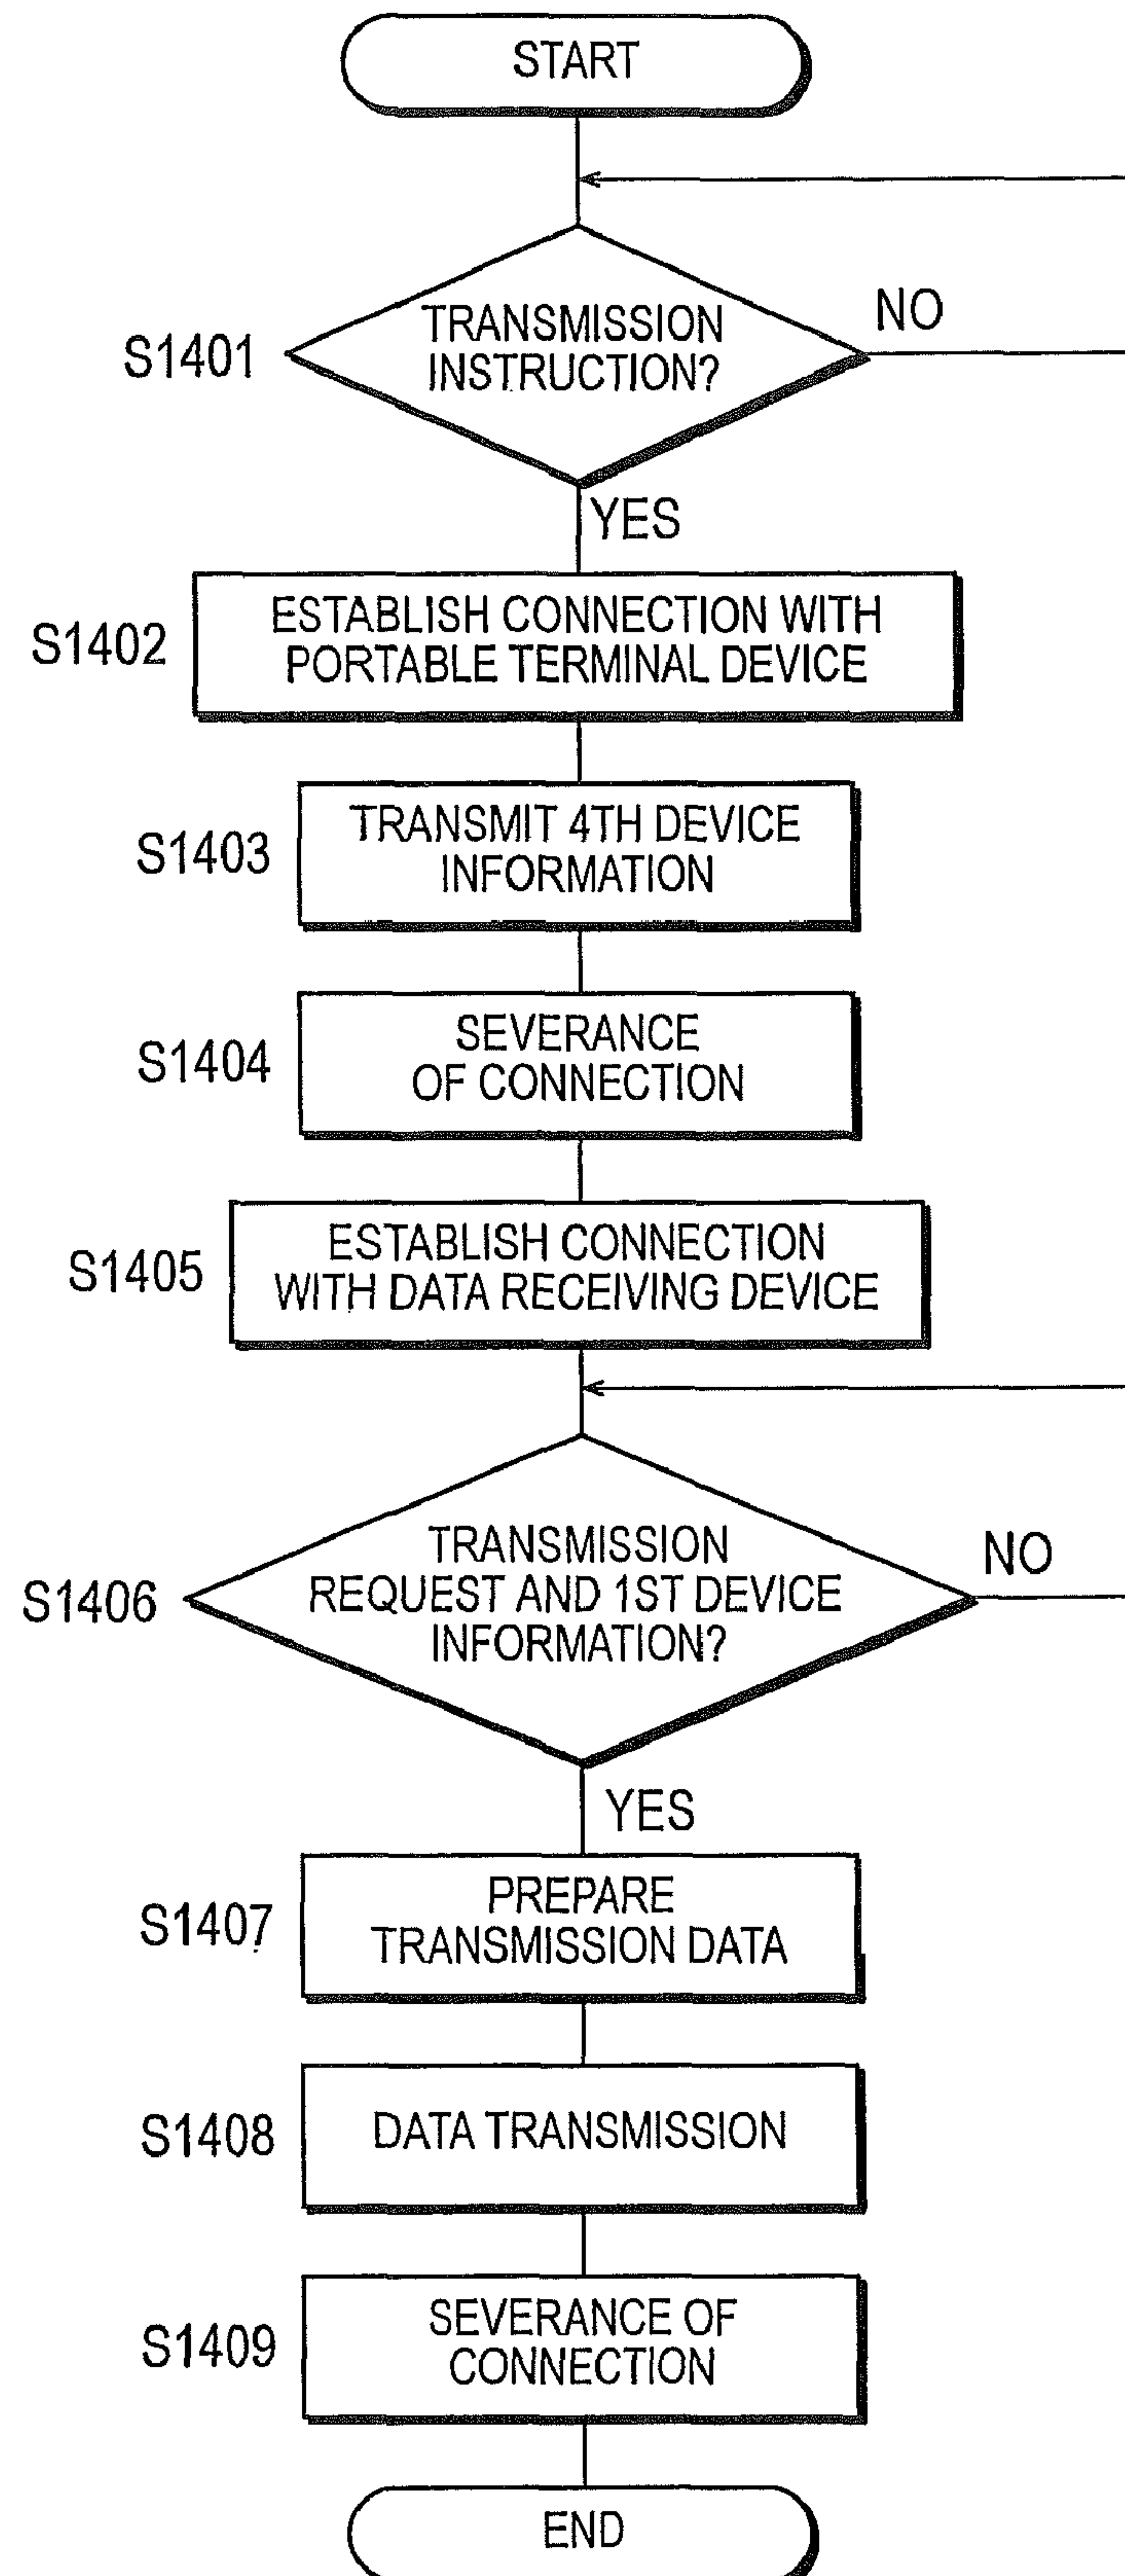 START
S1401
TRANSMISSION
INSTRUCTION?
NO
YES
S1402
ESTABLISH CONNECTION WITH
PORTABLE TERMINAL DEVICE
S1403
TRANSMIT 4TH DEVICE
INFORMATION
S1404
SEVERANCE
OF CONNECTION
S1405
ESTABLISH CONNECTION
WITH DATA RECEIVING DEVICE
S1406
TRANSMISSION
REQUEST AND 1ST DEVICE
INFORMATION?
NO
YES
S1407
PREPARE
TRANSMISSION DATA
S1408
DATA TRANSMISSION
S1409
SEVERANCE OF
CONNECTION
END